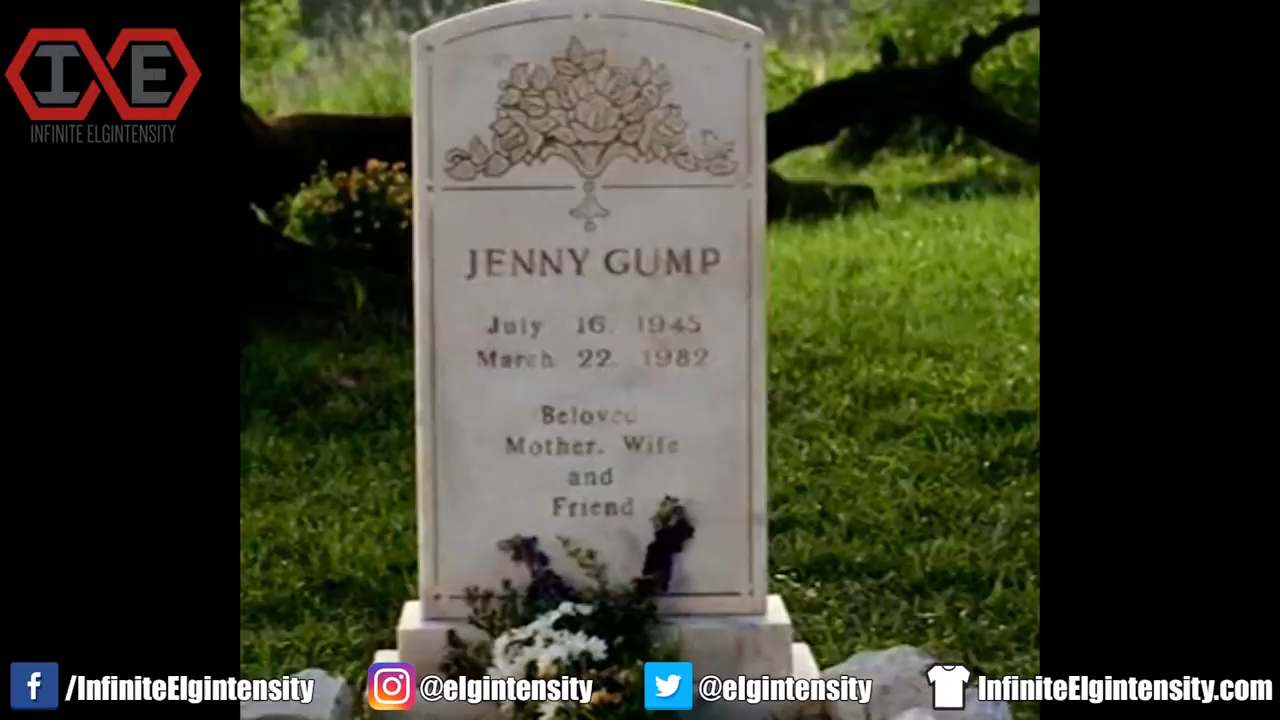 IE
INFINITE ELGINTENSITY
JENNY GUMP
July 16. 1945
March 22. 1982
Beloved
Mother. Wife
and
Friend
/InfiniteElgintensity
@elgintensity
@elgintensity
InfiniteElgintensity.com